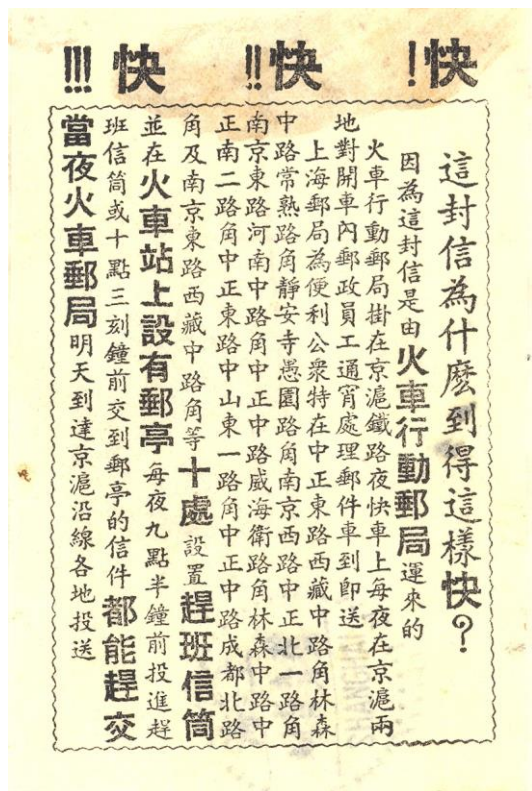 快! 快!! 快!!!
這封信為什麽到得這樣快?
因為這封信是由火車行動郵局運來的
火車行動郵局掛在京滬鐵路夜快車上每夜在京滬兩
地對開車內郵政員工通宵處理郵件車到即送
上海郵局為便利公衆特在中正東路西藏中路角林森
中路常熟路角靜安寺愚園路角南京西路中正北一路角
南京東路河南中路角中正中路威海衛路角林森中路中
正南二路角中正東路中山東一路角中正中路成都北路
角及南京東路西藏中路角等十處設置趕班信筒
並在火車站上設有郵亭每夜九點半鐘前投進趕
班信筒或十點三刻鐘前交到郵亭的信件都能趕交
當夜火車郵局明天到達京滬沿線各地投送